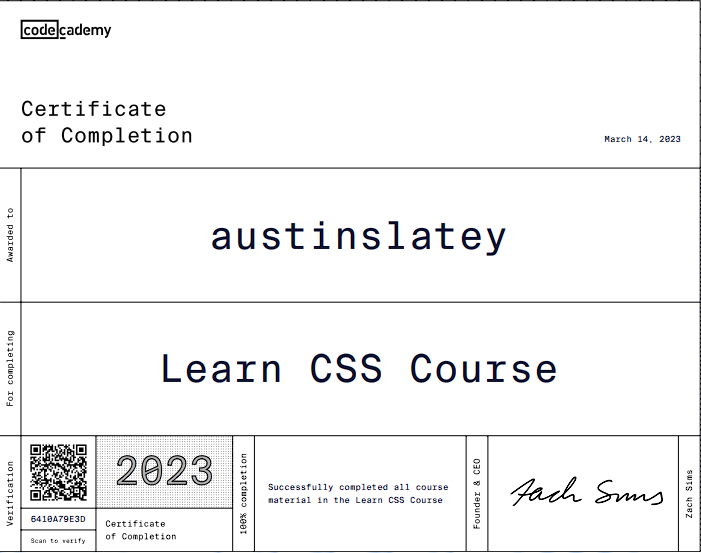 codecademy
Certificate
of Completion
March 14, 2023
Awarded to
austinslatey
For completing
Learn CSS Course
Verification
6410A79E3D
Scan to verify
2023
Certificate
of Completion
100% completion
Successfully completed all course
material in the Learn CSS Course
Founder & CEO
Zach Sims
Zach Sims